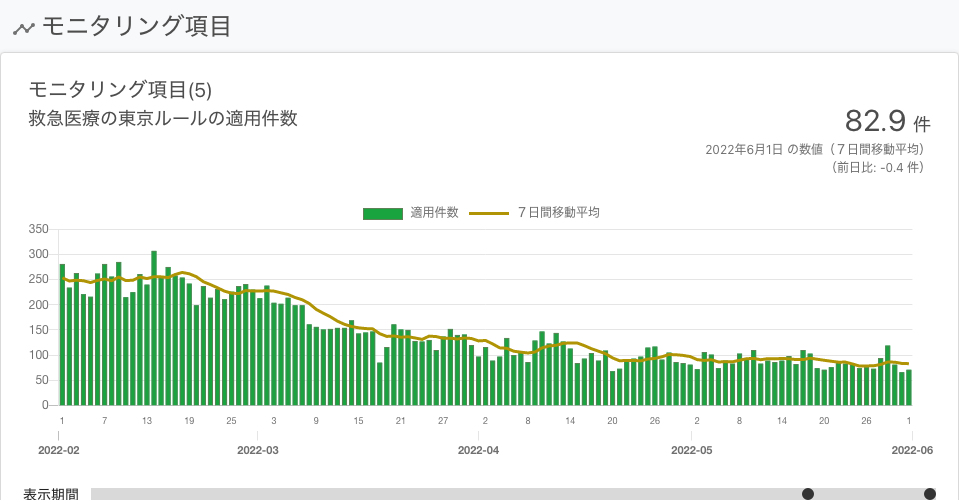 モニタリング項目
モニタリング項目(5)
救急医療の東京ルールの適用件数
82.9 件
2022年6月1日 の数値（７日間移動平均）
（前日比: -0.4 件）
適用件数 ７日間移動平均
350
300
250
200
150
100
50
0
1 7 13 19 25 3 9 15 21 27 2 8 14 20 26 2 8 14 20 26 1
2022-02 2022-03 2022-04 2022-05 2022-06
表示期間